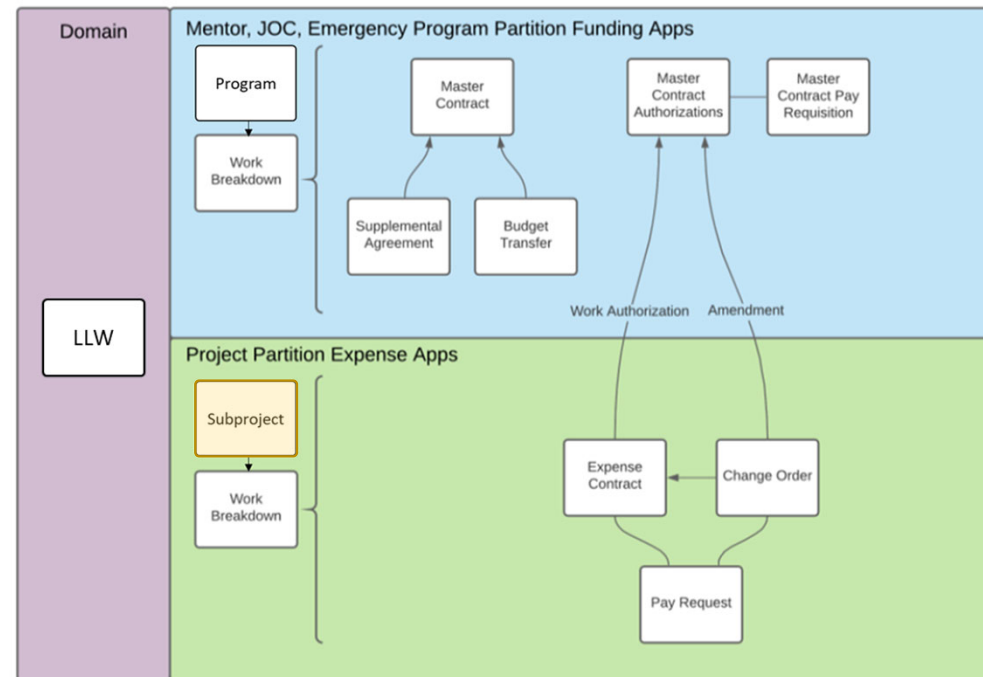 Domain
Mentor, JOC, Emergency Program Partition Funding Apps
Program
Work
Breakdown
Master
Contract
Master
Contract
Authorizations
Master
Contract Pay
Requisition
Supplemental
Agreement
Budget
Transfer
Work Authorization
Amendment
LLW
Project Partition Expense Apps
Subproject
Work
Breakdown
Expense
Contract
Change Order
Pay Request